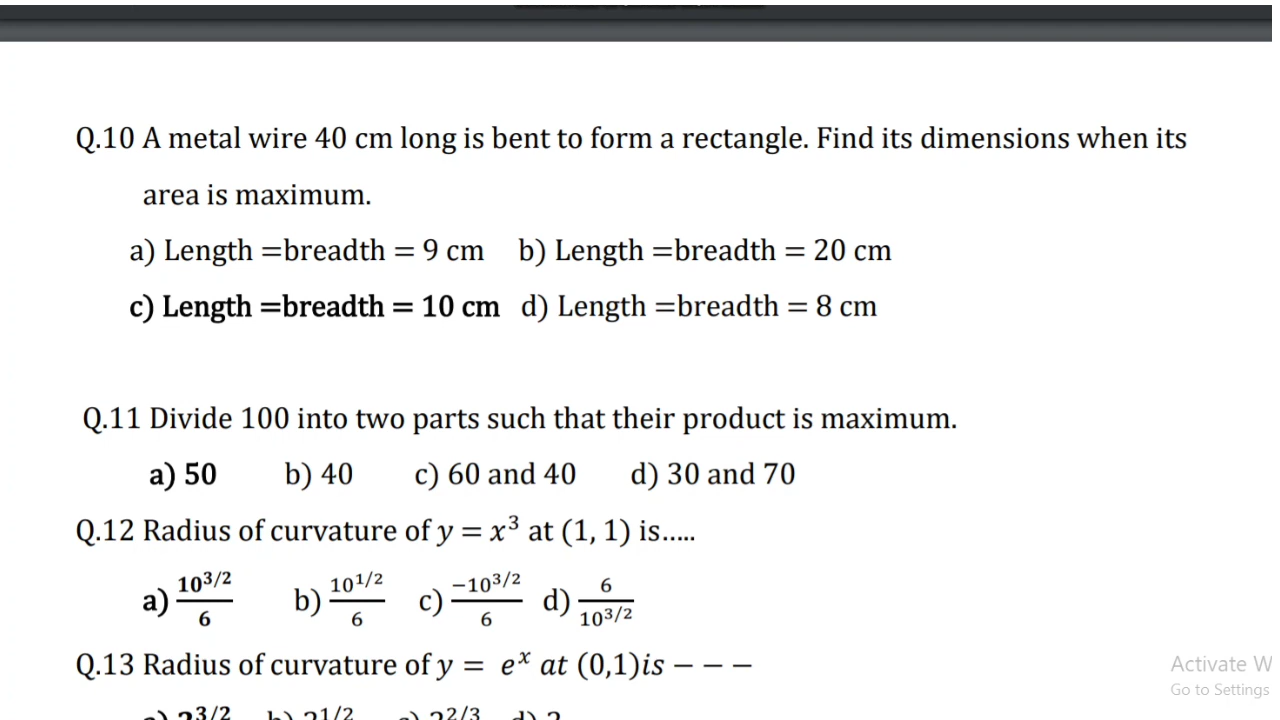 Q.10 A metal wire 40 cm long is bent to form a rectangle. Find its dimensions when its
area is maximum.
a) Length =breadth = 9 cm b) Length =breadth = 20 cm
c) Length =breadth = 10 cm d) Length =breadth = 8 cm
Q.11 Divide 100 into two parts such that their product is maximum.
a) 50 b) 40 c) 60 and 40 d) 30 and 70
Q.12 Radius of curvature of y = x³ at (1, 1) is.....
a) 10^{3/2}/6 b) 10^{1/2}/6 c) −10^{3/2}/6 d) 6/10^{3/2}
Q.13 Radius of curvature of y = eˣ at (0,1)is − − −
Activate W
Go to Settings